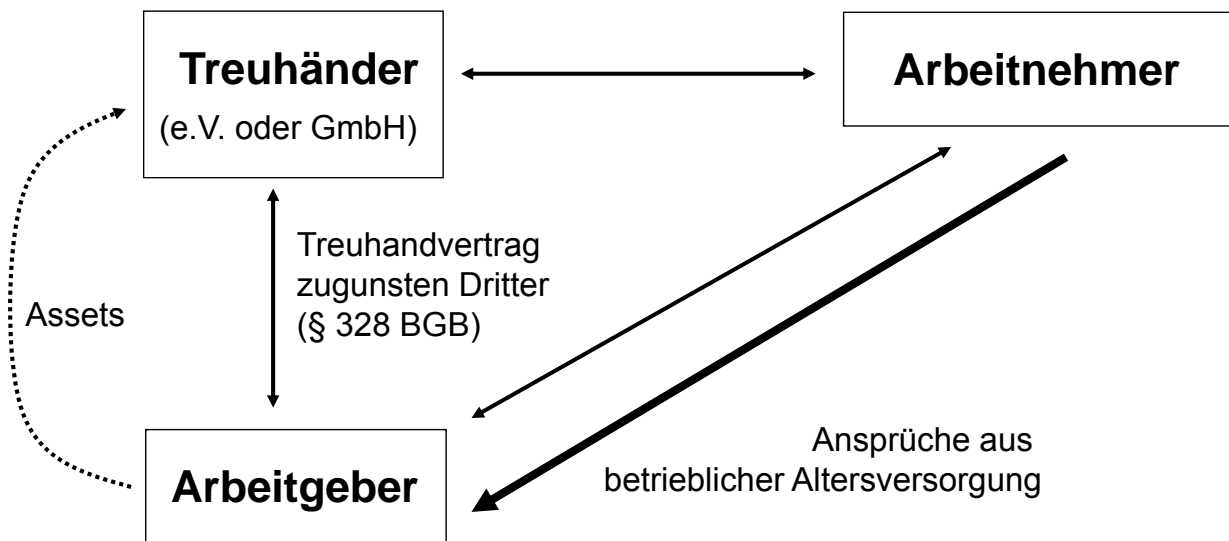 Treuhänder
(e.V. oder GmbH)
Arbeitnehmer
Treuhandvertrag
zugunsten Dritter
(§ 328 BGB)
Assets
Arbeitgeber
Ansprüche aus
betrieblicher Altersversorgung